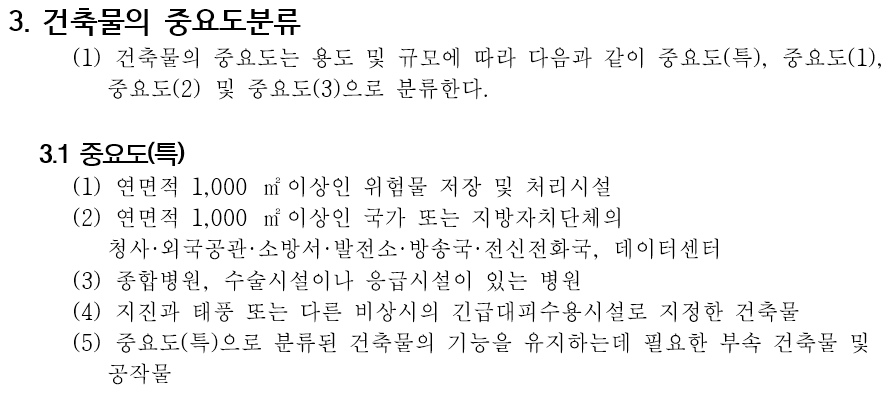 3. 건축물의 중요도분류
(1) 건축물의 중요도는 용도 및 규모에 따라 다음과 같이 중요도(특), 중요도(1),
중요도(2) 및 중요도(3)으로 분류한다.
3.1 중요도(특)
(1) 연면적 1,000 ㎡이상인 위험물 저장 및 처리시설
(2) 연면적 1,000 ㎡이상인 국가 또는 지방자치단체의
청사·외국공관·소방서·발전소·방송국·전신전화국, 데이터센터
(3) 종합병원, 수술시설이나 응급시설이 있는 병원
(4) 지진과 태풍 또는 다른 비상시의 긴급대피수용시설로 지정한 건축물
(5) 중요도(특)으로 분류된 건축물의 기능을 유지하는데 필요한 부속 건축물 및
공작물